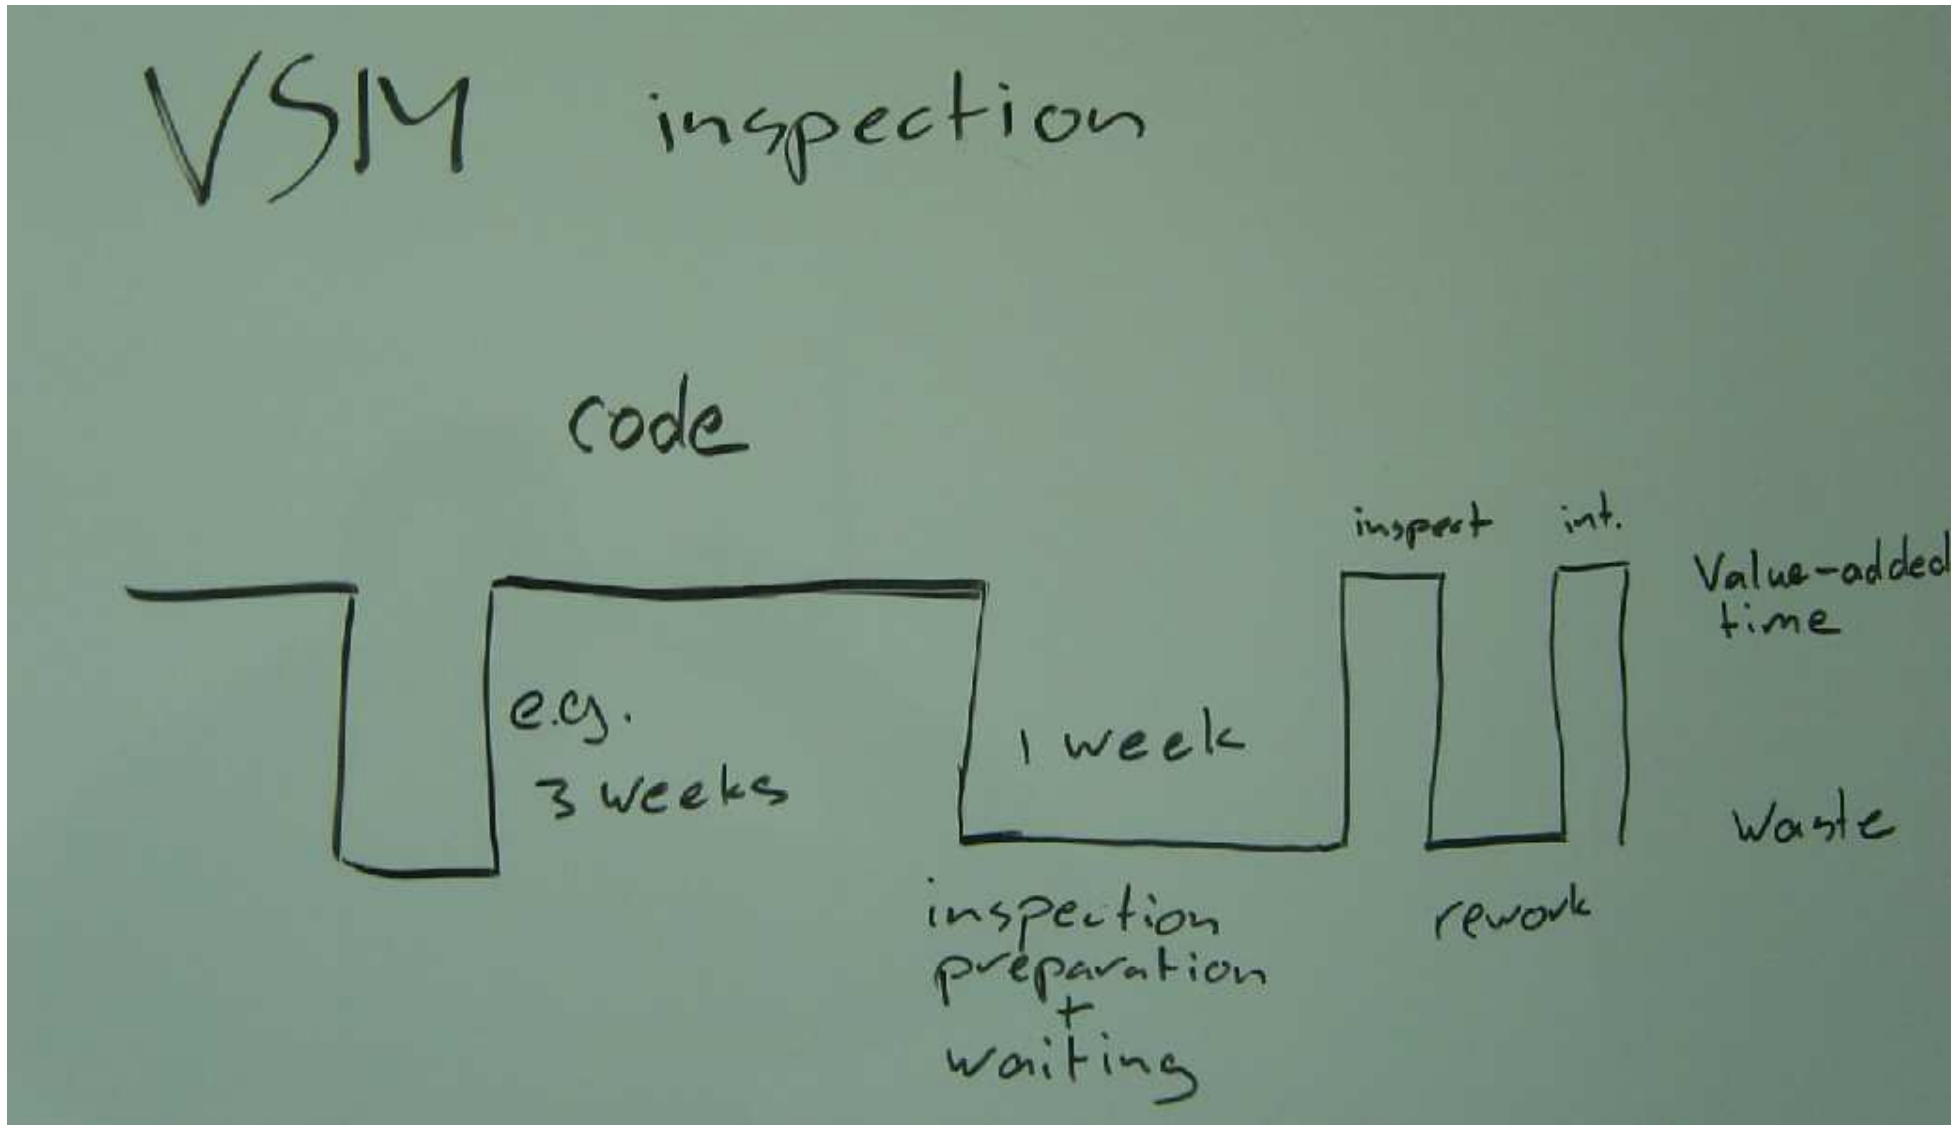 VSM inspection
code
inspect int.
Value-added
time
e.g.
3 weeks
1 week
Waste
inspection
preparation
+
waiting
rework